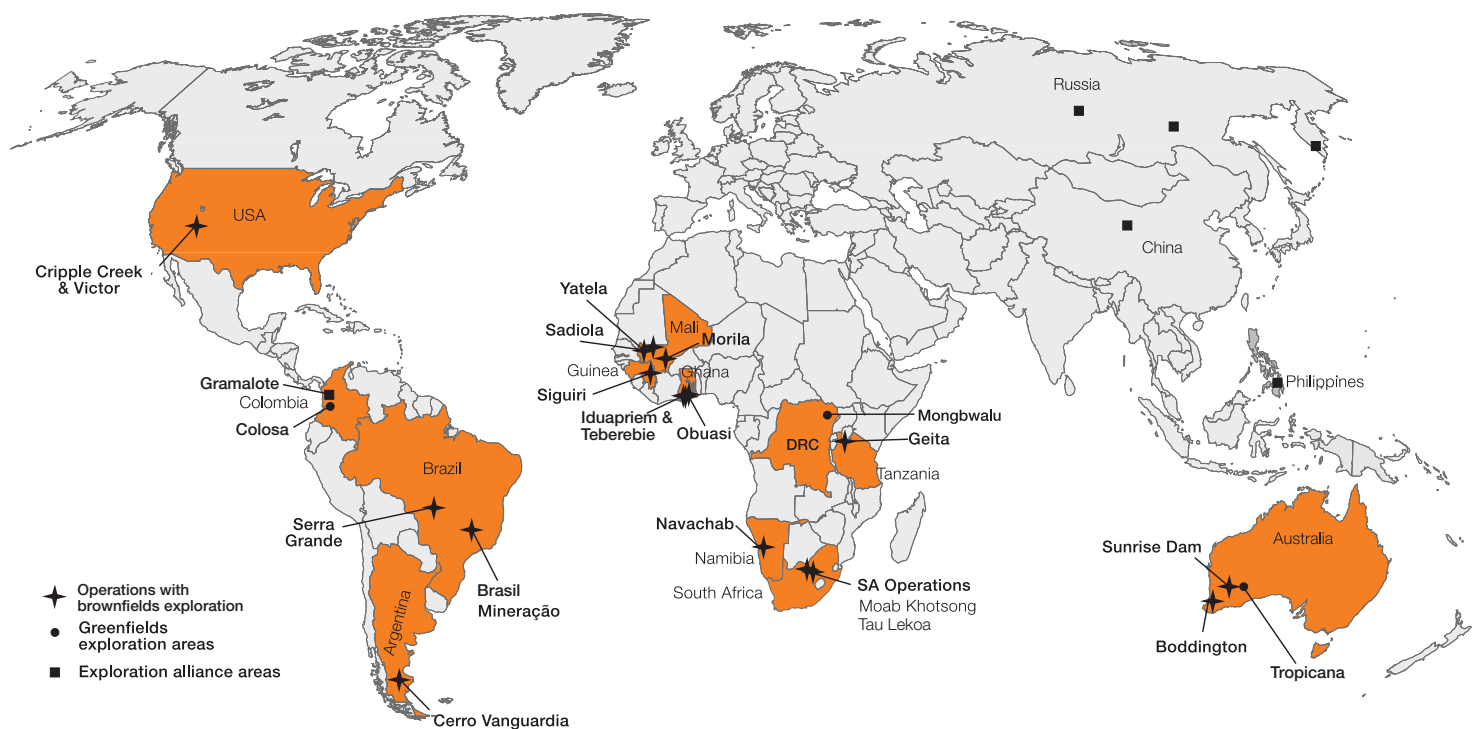 Russia
USA
China
Cripple Creek
& Victor
Yatela
Sadiola
Mali
Morila
Guinea
Ghana
Siguiri
Iduapriem &
Teberebie
Obuasi
Philippines
Gramalote
Colombia
Colosa
Mongbwalu
DRC
Geita
Tanzania
Brazil
Serra
Grande
Brasil
Mineração
Navachab
Namibia
South Africa
SA Operations
Moab Khotsong
Tau Lekoa
Sunrise Dam
Australia
Boddington
Tropicana
Argentina
Cerro Vanguardia
Operations with
brownfields exploration
Greenfields
exploration areas
Exploration alliance areas